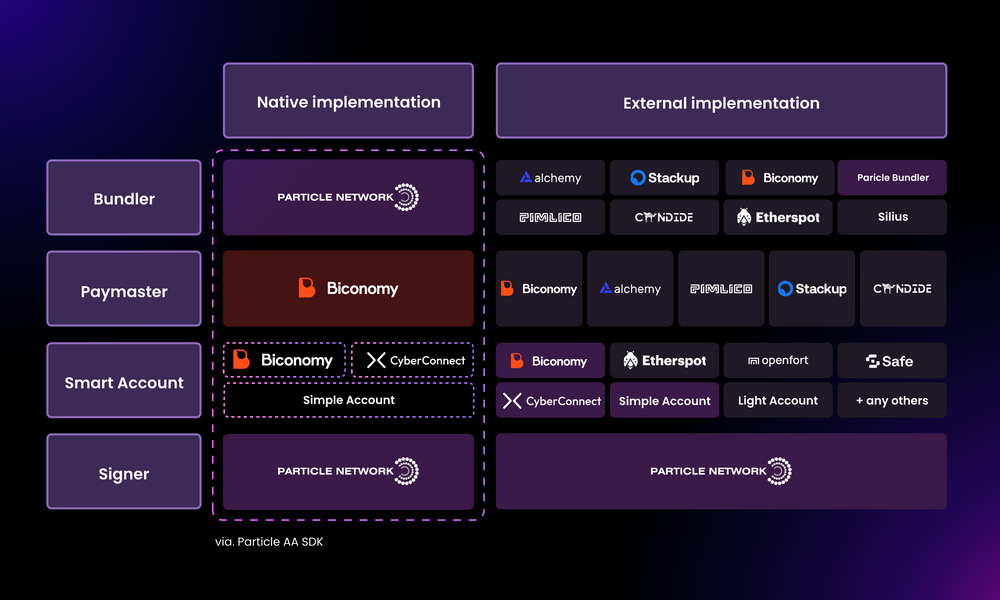 Native implementation
External implementation
Bundler
PARTICLE NETWORK
alchemy
Stackup
Biconomy
Paricle Bundler
PIMLICO
CANDIDE
Etherspot
Silius
Paymaster
Biconomy
Biconomy
alchemy
PIMLICO
Stackup
CANDIDE
Smart Account
Biconomy
CyberConnect
Simple Account
Biconomy
Etherspot
openfort
Safe
CyberConnect
Simple Account
Light Account
+ any others
Signer
PARTICLE NETWORK
PARTICLE NETWORK
via. Particle AA SDK